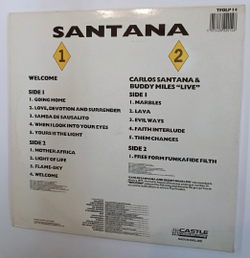 TFOLP 14
SANTANA
1
2
WELCOME
SIDE 1
1. GOING HOME
2. LOVE, DEVOTION AND SURRENDER
3. SAMBA DE SAUSALITO
4. WHEN I LOOK INTO YOUR EYES
5. YOURS IS THE LIGHT
SIDE 2
1. MOTHER AFRICA
2. LIGHT OF LIFE
3. FLAME-SKY
4. WELCOME
CARLOS SANTANA &
BUDDY MILES "LIVE"
SIDE 1
1. MARBLES
2. LAVA
3. EVIL WAYS
4. FAITH INTERLUDE
5. THEM CHANGES
SIDE 2
1. FREE FORM FUNKAFIDE FILTH
CASTLE